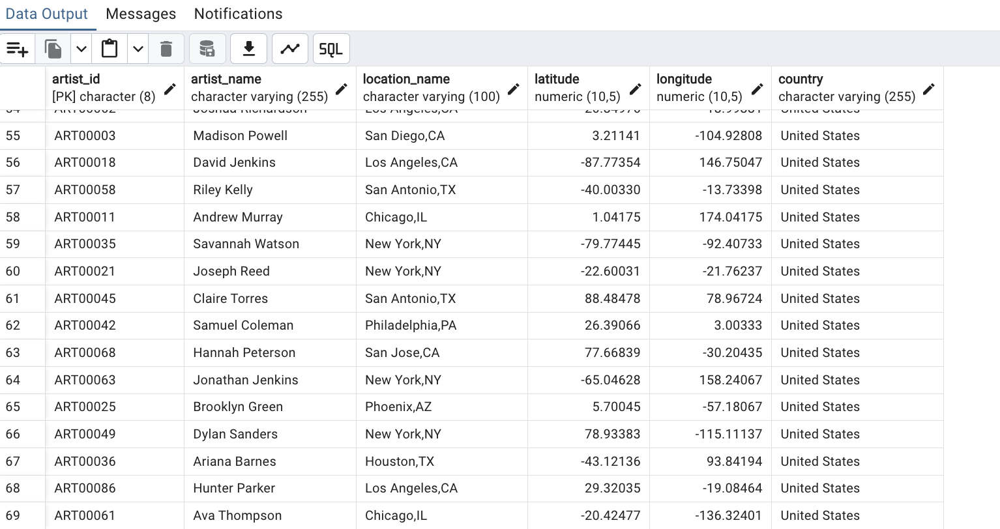 Data Output Messages Notifications
SQL
artist_id artist_name location_name latitude longitude country
[PK] character (8) character varying (255) character varying (100) numeric (10,5) numeric (10,5) character varying (255)
55 ART00003 Madison Powell San Diego,CA 3.21141 -104.92808 United States
56 ART00018 David Jenkins Los Angeles,CA -87.77354 146.75047 United States
57 ART00058 Riley Kelly San Antonio,TX -40.00330 -13.73398 United States
58 ART00011 Andrew Murray Chicago,IL 1.04175 174.04175 United States
59 ART00035 Savannah Watson New York,NY -79.77445 -92.40733 United States
60 ART00021 Joseph Reed New York,NY -22.60031 -21.76237 United States
61 ART00045 Claire Torres San Antonio,TX 88.48478 78.96724 United States
62 ART00042 Samuel Coleman Philadelphia,PA 26.39066 3.00333 United States
63 ART00068 Hannah Peterson San Jose,CA 77.66839 -30.20435 United States
64 ART00063 Jonathan Jenkins New York,NY -65.04628 158.24067 United States
65 ART00025 Brooklyn Green Phoenix,AZ 5.70045 -57.18067 United States
66 ART00049 Dylan Sanders New York,NY 78.93383 -115.11137 United States
67 ART00036 Ariana Barnes Houston,TX -43.12136 93.84194 United States
68 ART00086 Hunter Parker Los Angeles,CA 29.32035 -19.08464 United States
69 ART00061 Ava Thompson Chicago,IL -20.42477 -136.32401 United States